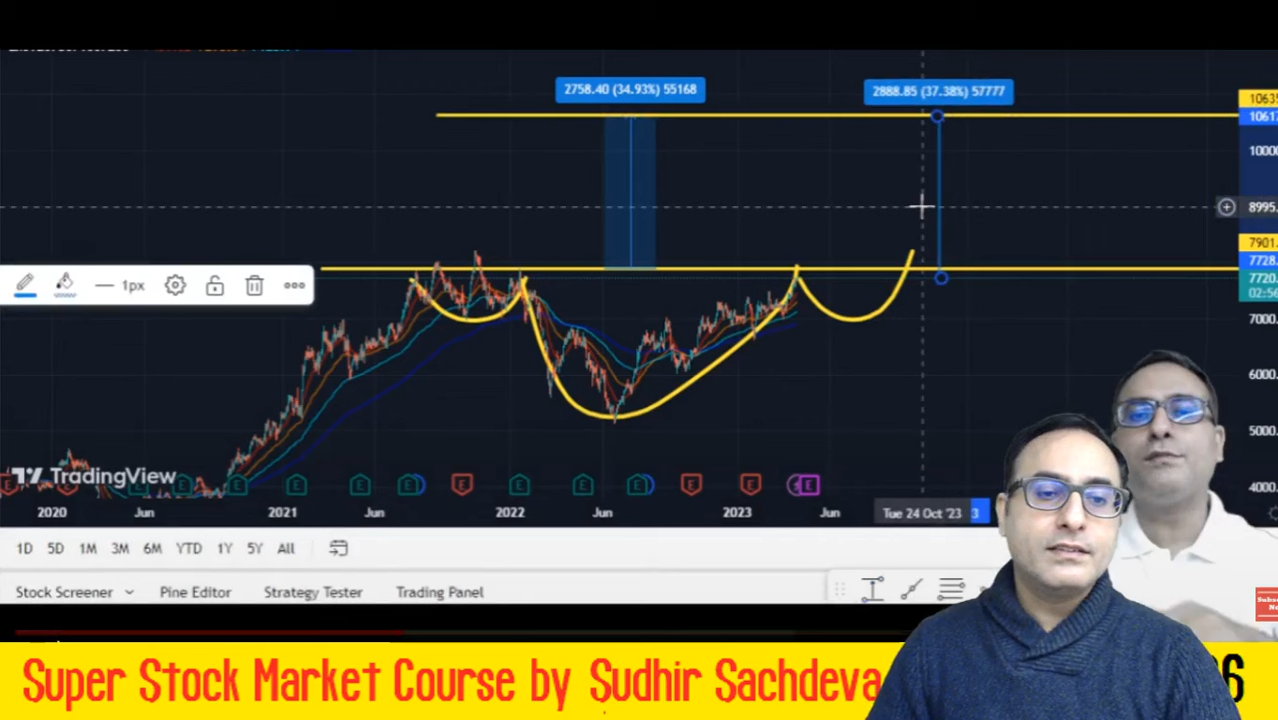 2758.40 (34.93%) 55168
2888.85 (37.38%) 57777
10635
10617
10000
8995.
7901.
7728.
7720.
02:56
1px
7000.
6000.
5000.
4000.
TradingView
2020 Jun 2021 Jun 2022 Jun 2023 Jun Tue 24 Oct '23 3
1D 5D 1M 3M 6M YTD 1Y 5Y All
Stock Screener Pine Editor Strategy Tester Trading Panel
Super Stock Market Course by Sudhir Sachdeva
6